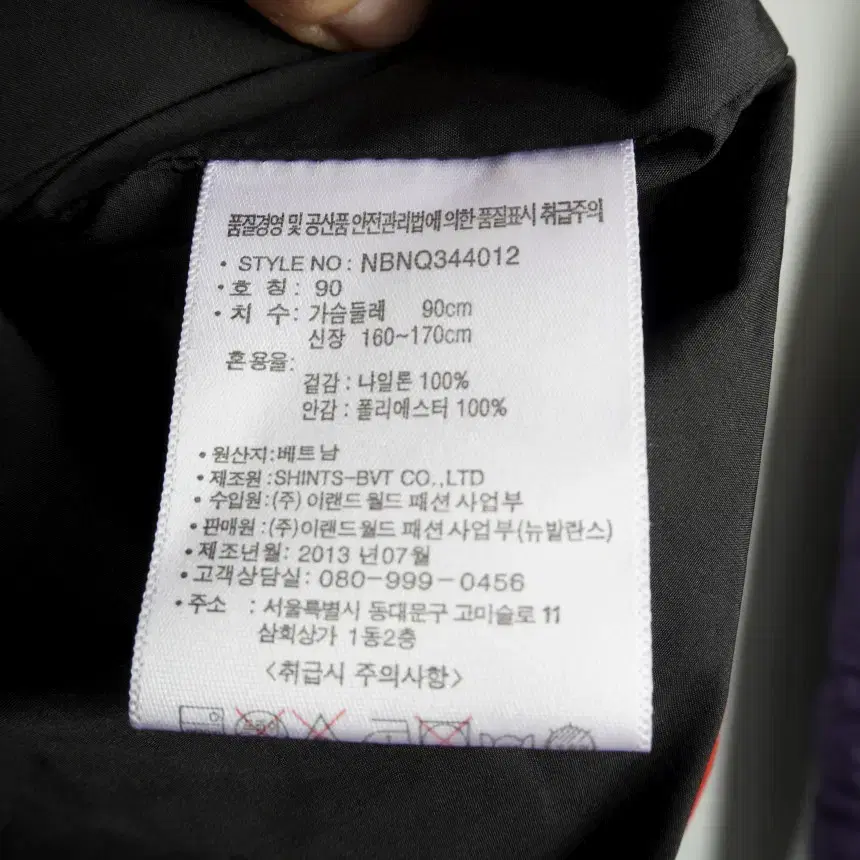 품질경영 및 공산품 안전관리법에 의한 품질표시 취급주의
• STYLE NO : NBNQ344012
• 호 칭 : 90
• 치 수 : 가슴둘레 90cm
신장 160~170cm
혼용율:
겉감 : 나일론 100%
안감 : 폴리에스터 100%
• 원산지:베트남
• 제조원 :SHINTS-BVT CO.,LTD
• 수입원 :(주) 이랜드 월드 패션 사업부
• 판매원 :(주)이랜드월드 패션 사업부(뉴발란스)
• 제조년월: 2013 년07월
• 고객상담실: 080-999-0456
• 주소 : 서울특별시 동대문구 고미술로 11
삼희상가 1동2층
<취급시 주의사항>